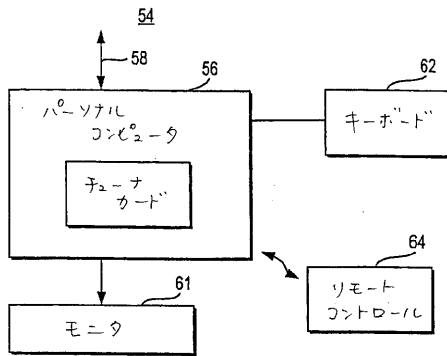 54
58
56
62
パーソナル
コンピュータ
キーボード
チューナ
カード
64
リモート
コントロール
61
モニタ